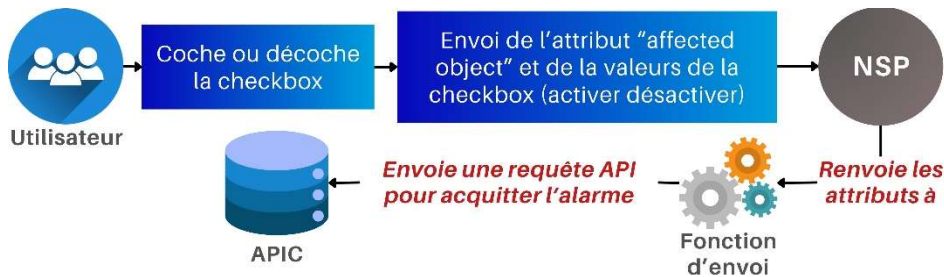 Utilisateur
Coche ou décoche
la checkbox
Envoi de l’attribut “affected
object” et de la valeurs de la
checkbox (activer désactiver)
NSP
Renvoie les
attributs à
Fonction
d’envoi
Envoie une requête API
pour acquitter l’alarme
APIC